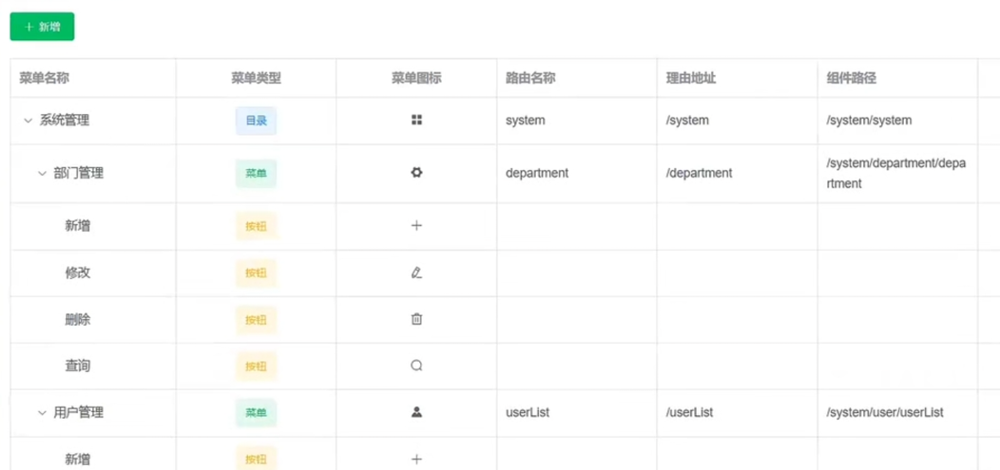 新增
菜单名称 菜单类型 菜单图标 路由名称 理由地址 组件路径
系统管理 目录 system /system /system/system
部门管理 菜单 department /department /system/department/depa
rtment
新增 按钮
修改 按钮
删除 按钮
查询 按钮
用户管理 菜单 userList /userList /system/user/userList
新增 按钮